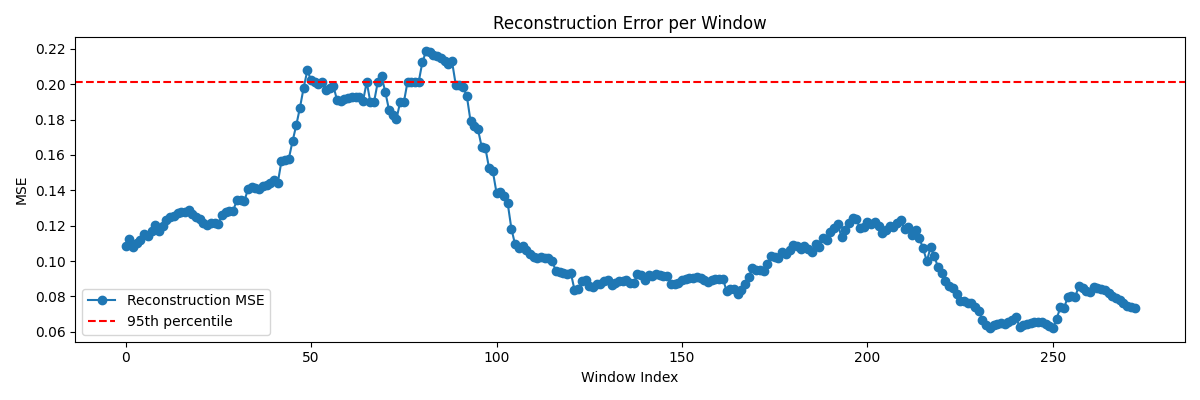 Reconstruction Error per Window
MSE
0.22
0.20
0.18
0.16
0.14
0.12
0.10
0.08
0.06
Reconstruction MSE
95th percentile
0 50 100 150 200 250
Window Index